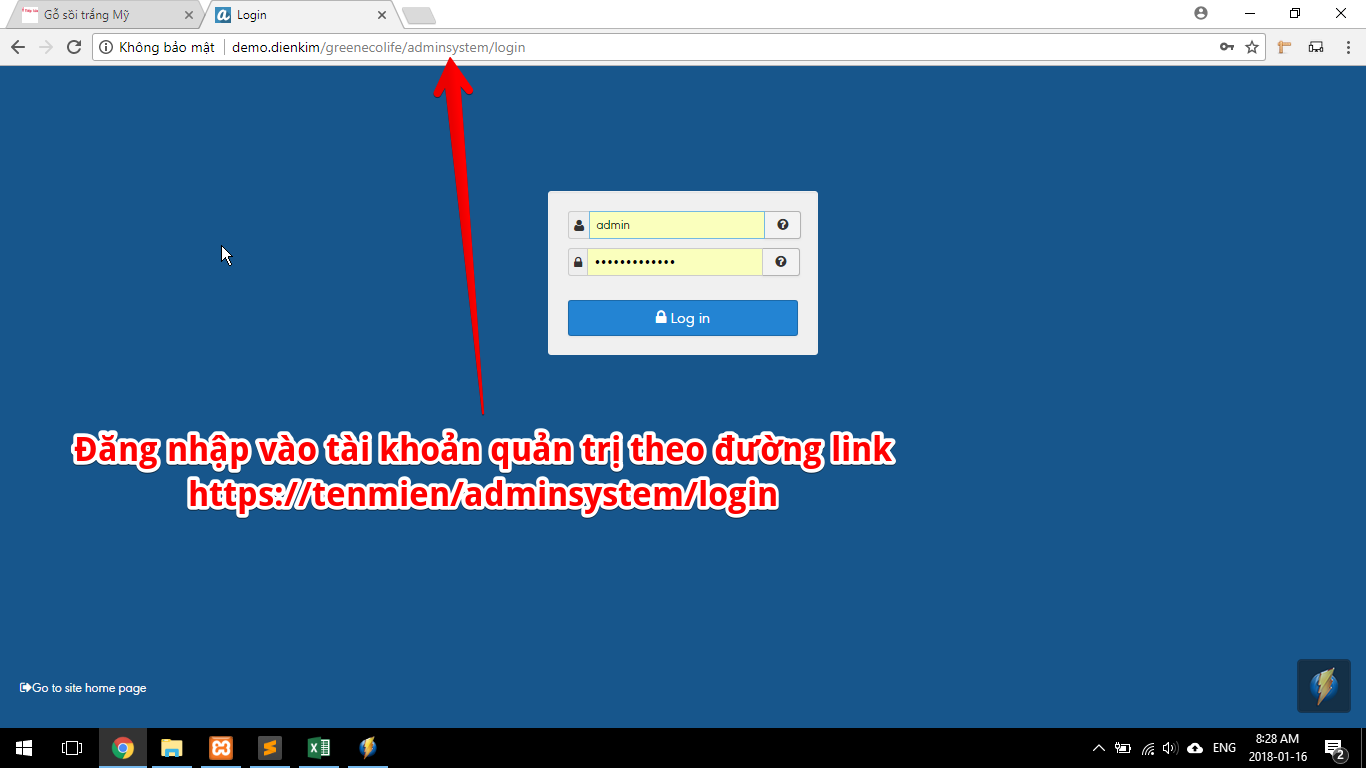 Gỗ sồi trắng Mỹ
Login
Không bảo mật
demo.dienkim/greenecolife/adminsystem/login
admin
Log in
Đăng nhập vào tài khoản quản trị theo đường link
https://tenmien/adminsystem/login
Go to site home page
ENG
8:28 AM
2018-01-16
2